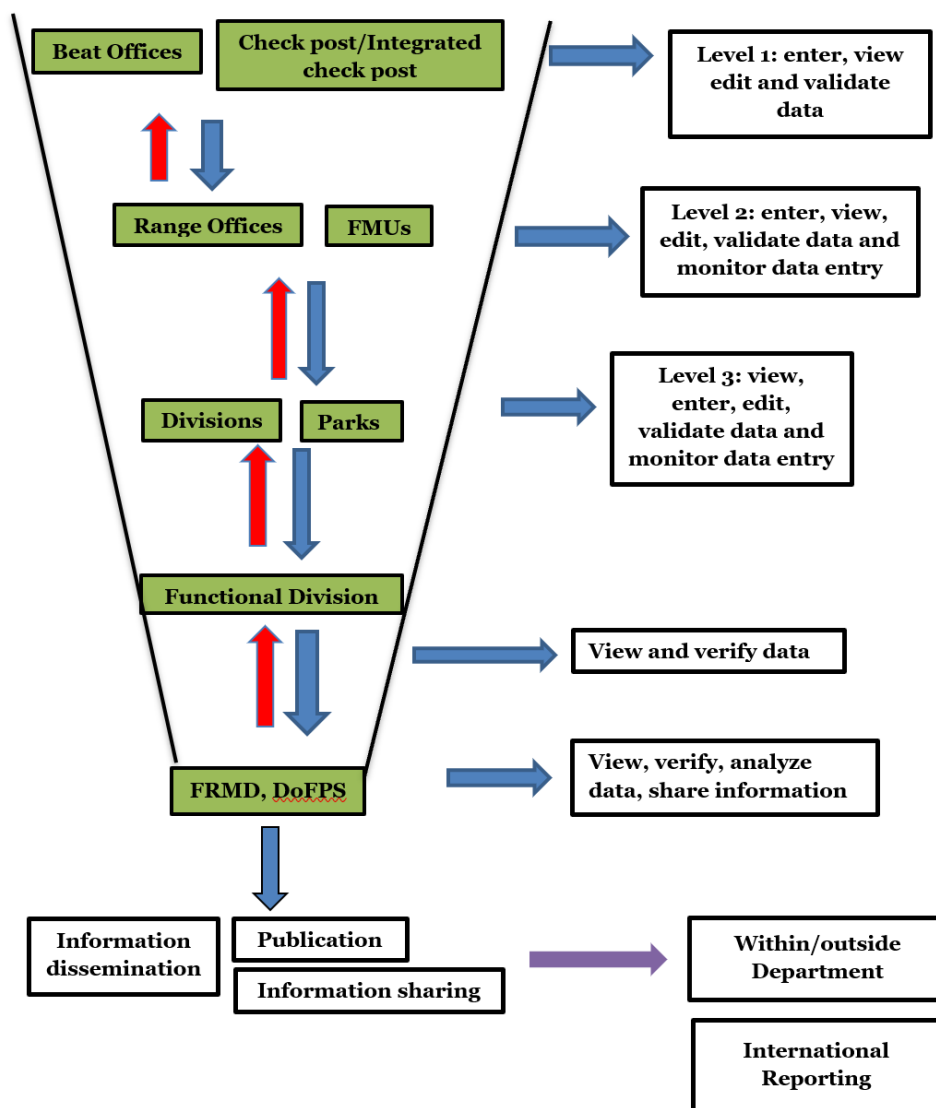 Beat Offices
Check post/Integrated
check post
Level 1: enter, view
edit and validate
data
Range Offices
FMUs
Level 2: enter, view,
edit, validate data and
monitor data entry
Divisions
Parks
Level 3: view,
enter, edit,
validate data and
monitor data entry
Functional Division
View and verify data
FRMD, DoFPS
View, verify, analyze
data, share information
Information
dissemination
Publication
Information sharing
Within/outside
Department
International
Reporting